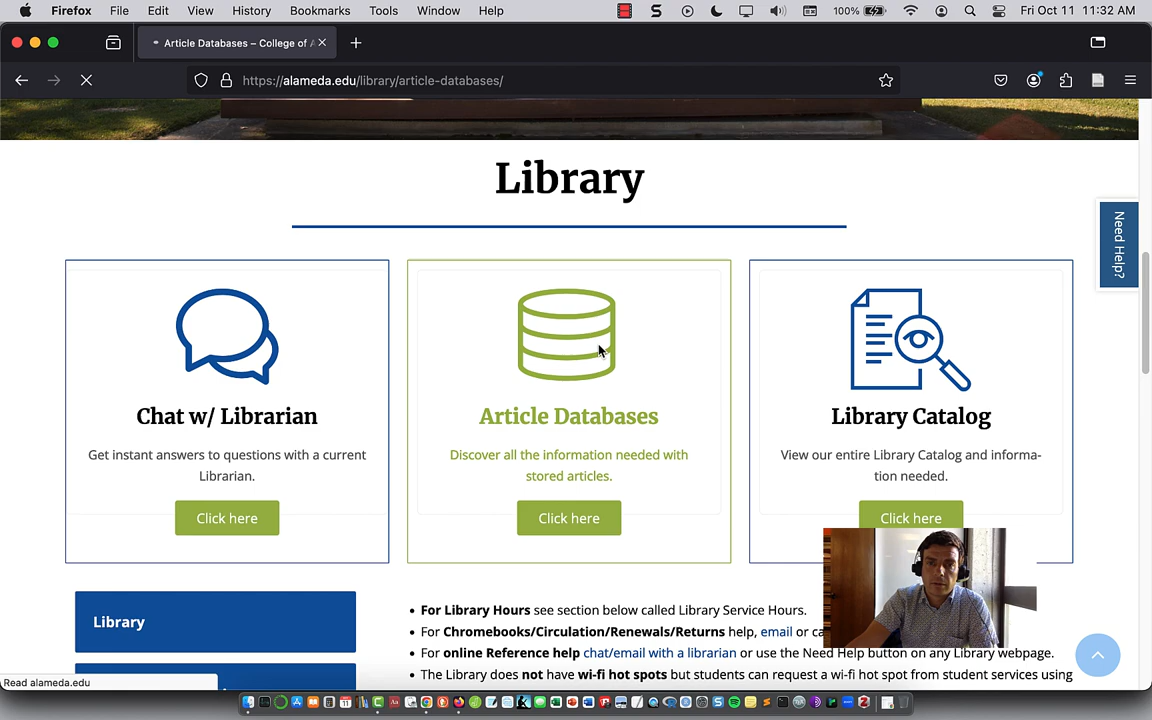 Firefox File Edit View History Bookmarks Tools Window Help 100% Fri Oct 11 11:32 AM
Article Databases – College of A
https://alameda.edu/library/article-databases/
Library
Need Help?
Chat w/ Librarian
Get instant answers to questions with a current
Librarian.
Click here
Article Databases
Discover all the information needed with
stored articles.
Click here
Library Catalog
View our entire Library Catalog and informa-
tion needed.
Click here
Library
• For Library Hours see section below called Library Service Hours.
• For Chromebooks/Circulation/Renewals/Returns help, email or ca
• For online Reference help chat/email with a librarian or use the Need Help button on any Library webpage.
• The Library does not have wi-fi hot spots but students can request a wi-fi hot spot from student services using
Read alameda.edu